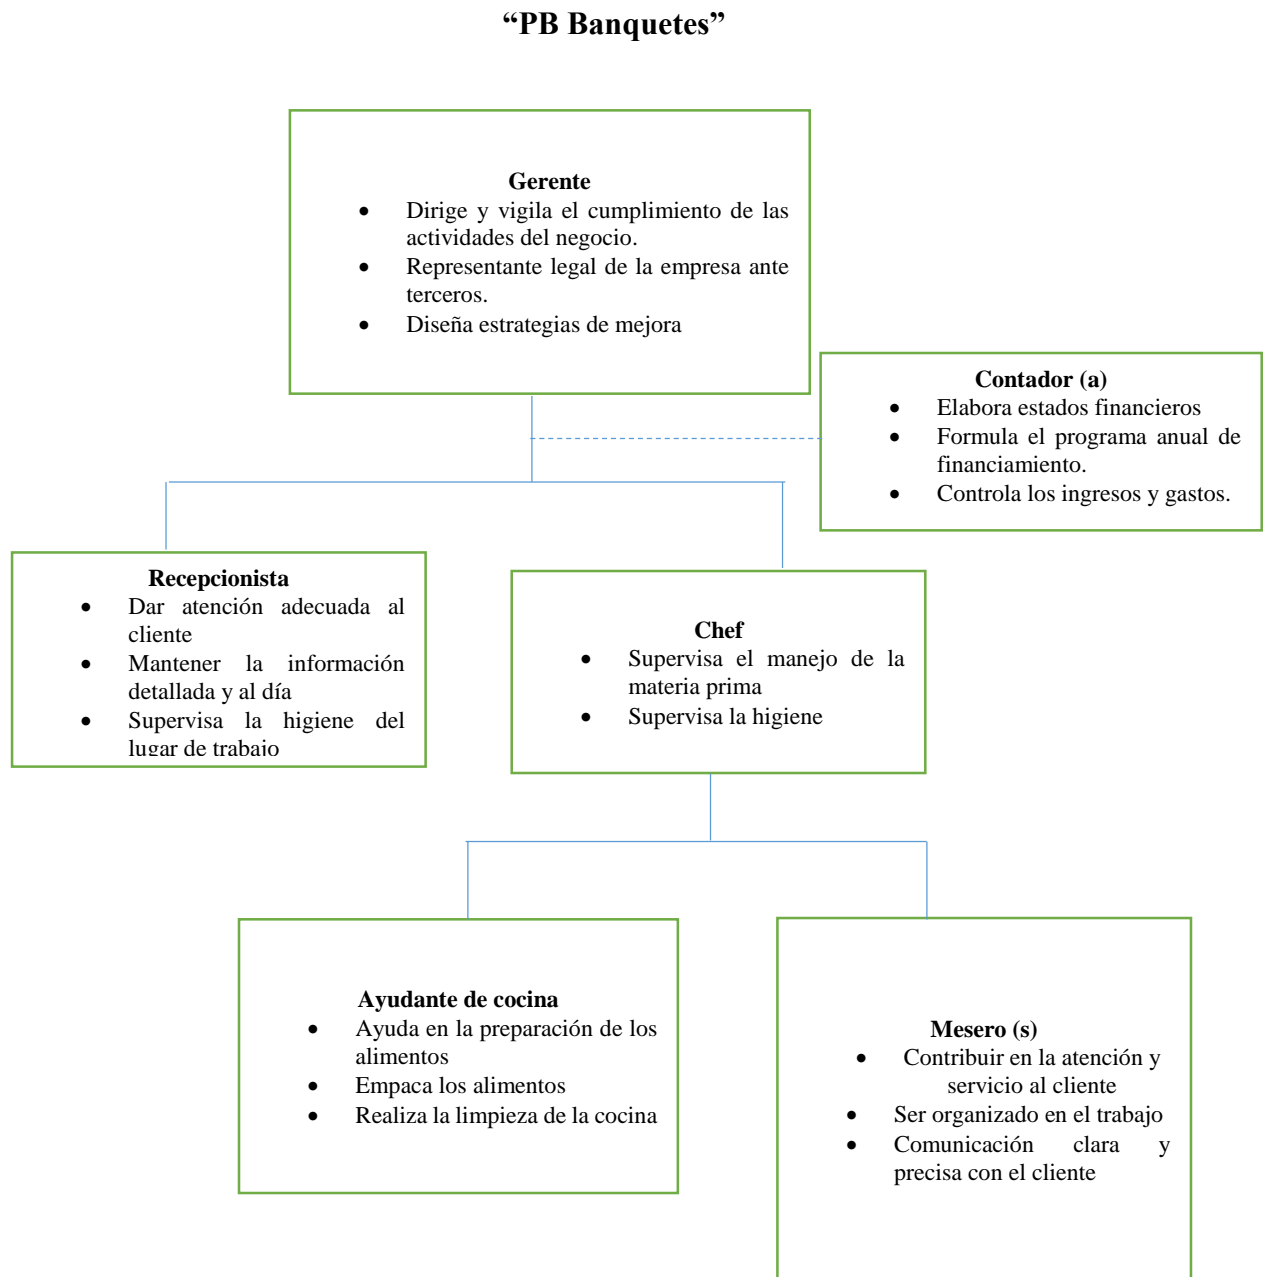 “PB Banquetes”
Gerente
• Dirige y vigila el cumplimiento de las
actividades del negocio.
• Representante legal de la empresa ante
terceros.
• Diseña estrategias de mejora
Contador (a)
• Elabora estados financieros
• Formula el programa anual de
financiamiento.
• Controla los ingresos y gastos.
Recepcionista
• Dar atención adecuada al
cliente
• Mantener la información
detallada y al día
• Supervisa la higiene del
lugar de trabajo
Chef
• Supervisa el manejo de la
materia prima
• Supervisa la higiene
Ayudante de cocina
• Ayuda en la preparación de los
alimentos
• Empaca los alimentos
• Realiza la limpieza de la cocina
Mesero (s)
• Contribuir en la atención y
servicio al cliente
• Ser organizado en el trabajo
• Comunicación clara y
precisa con el cliente